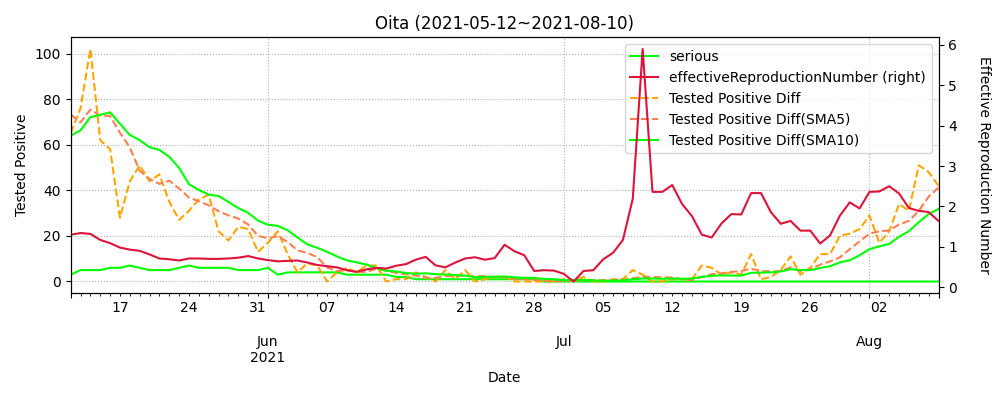 Oita (2021-05-12~2021-08-10)
Tested Positive
100
80
60
40
20
0
6
5
4
3
2
1
0
Effective Reproduction Number
serious
effectiveReproductionNumber (right)
Tested Positive Diff
Tested Positive Diff(SMA5)
Tested Positive Diff(SMA10)
17 24 31 07 14 21 28 05 12 19 26 02
Jun Jul Aug
2021
Date